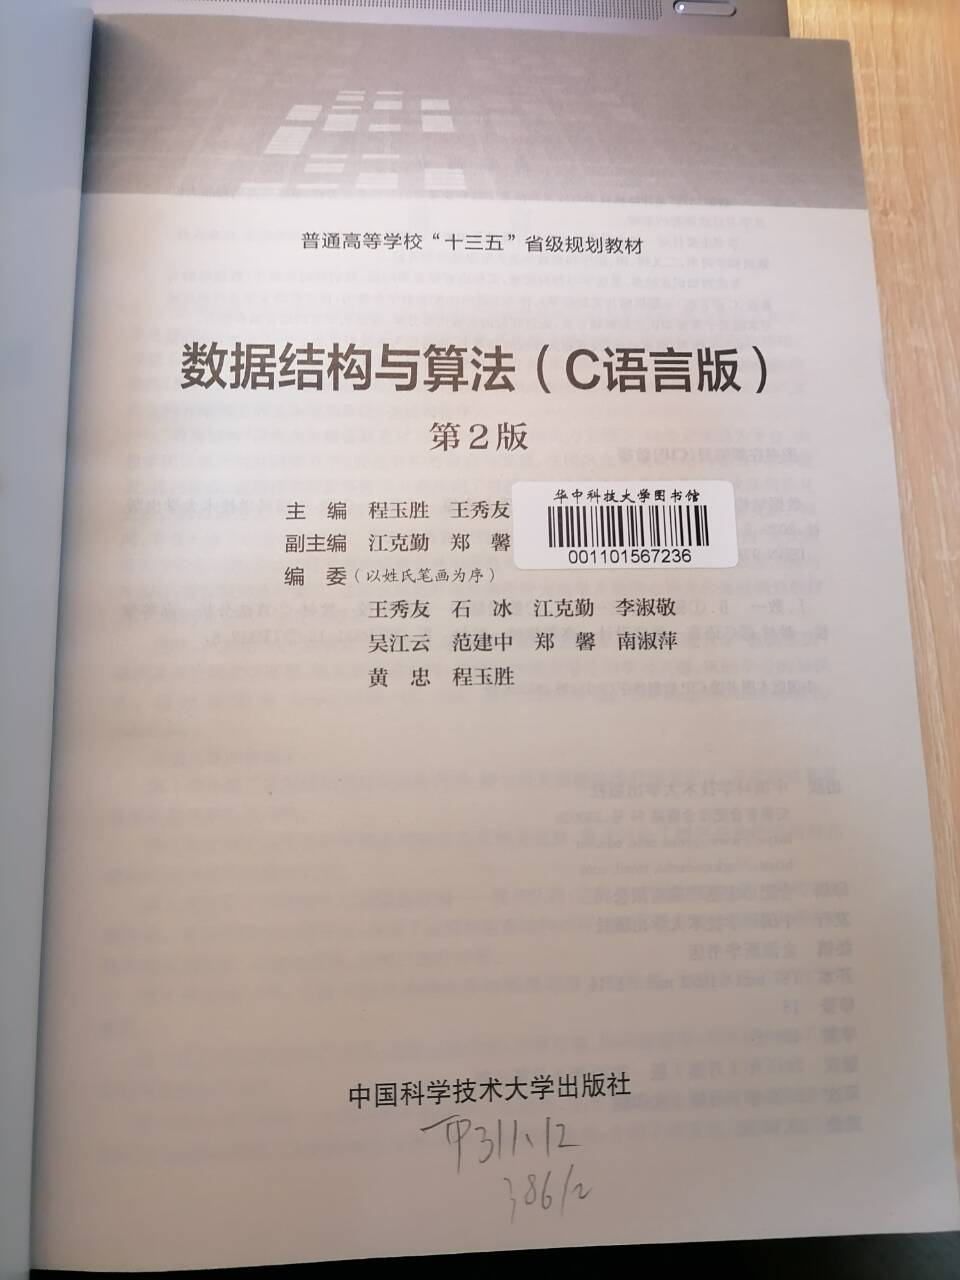 普通高等学校“十三五”省级规划教材
数据结构与算法（C语言版）
第2版
主 编 程玉胜 王秀友
副主编 江克勤 郑 馨
编 委（以姓氏笔画为序）
王秀友 石 冰 江克勤 李淑敬
吴江云 范建中 郑 馨 南淑萍
黄 忠 程玉胜
华中科技大学图书馆
001101567236
中国科学技术大学出版社
TP311.12
386/2